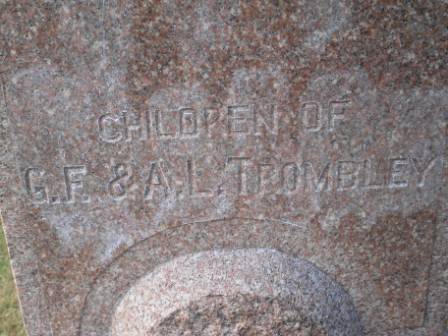 CHILDREN OF
G.F. & A.L. TROMBLEY